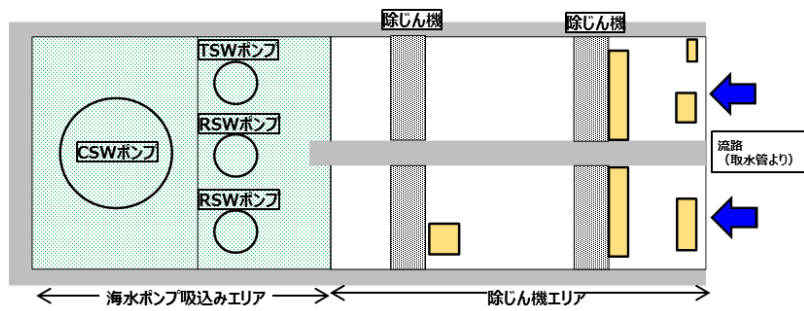 除じん機
除じん機
TSWポンプ
RSWポンプ
CSWポンプ
流路
（取水管より）
RSWポンプ
海水ポンプ吸込みエリア
除じん機エリア